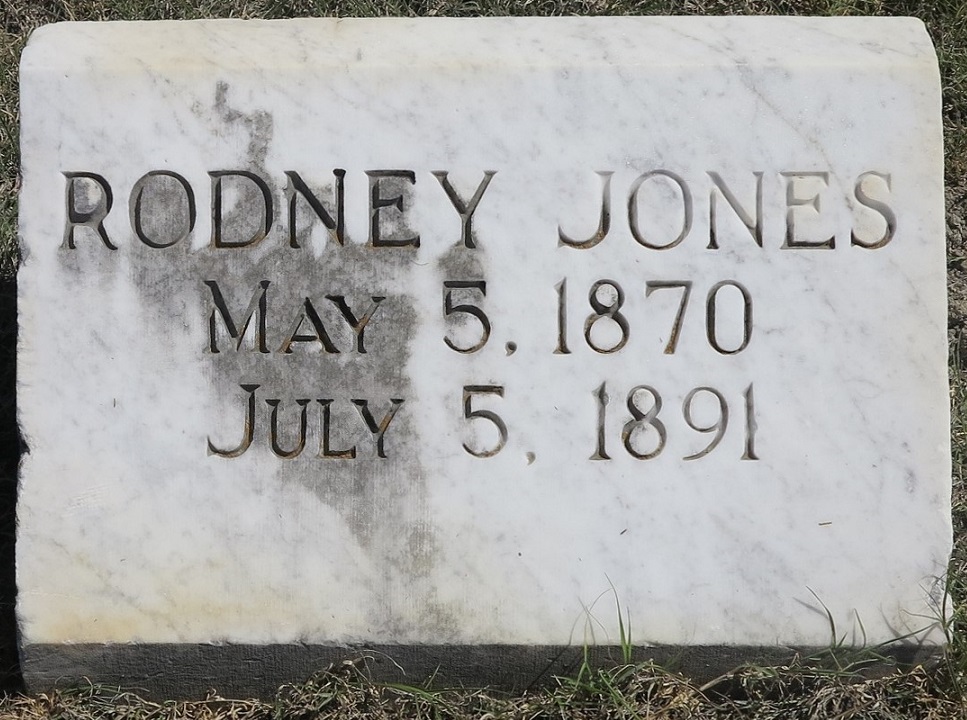 RODNEY JONES
MAY 5, 1870
JULY 5, 1891